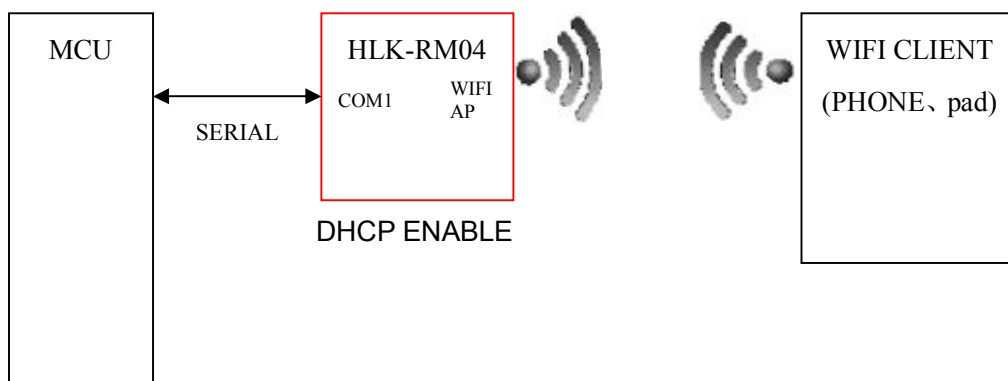 MCU
SERIAL
HLK-RM04
COM1
WIFI
AP
DHCP ENABLE
WIFI CLIENT
(PHONE、pad)